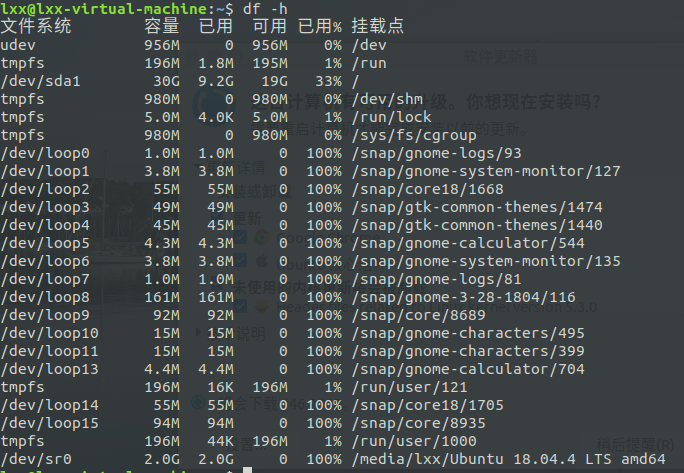 lxx@lxx-virtual-machine:~$ df -h
文件系统 容量 已用 可用 已用% 挂载点
udev 956M 0 956M 0% /dev
tmpfs 196M 1.8M 195M 1% /run
/dev/sda1 30G 9.2G 19G 33% /
tmpfs 980M 0 980M 0% /dev/shm
tmpfs 5.0M 4.0K 5.0M 1% /run/lock
tmpfs 980M 0 980M 0% /sys/fs/cgroup
/dev/loop0 1.0M 1.0M 0 100% /snap/gnome-logs/93
/dev/loop1 3.8M 3.8M 0 100% /snap/gnome-system-monitor/127
/dev/loop2 55M 55M 0 100% /snap/core18/1668
/dev/loop3 49M 49M 0 100% /snap/gtk-common-themes/1474
/dev/loop4 45M 45M 0 100% /snap/gtk-common-themes/1440
/dev/loop5 4.3M 4.3M 0 100% /snap/gnome-calculator/544
/dev/loop6 3.8M 3.8M 0 100% /snap/gnome-system-monitor/135
/dev/loop7 1.0M 1.0M 0 100% /snap/gnome-logs/81
/dev/loop8 161M 161M 0 100% /snap/gnome-3-28-1804/116
/dev/loop9 92M 92M 0 100% /snap/core/8689
/dev/loop10 15M 15M 0 100% /snap/gnome-characters/495
/dev/loop11 15M 15M 0 100% /snap/gnome-characters/399
/dev/loop13 4.4M 4.4M 0 100% /snap/gnome-calculator/704
tmpfs 196M 16K 196M 1% /run/user/121
/dev/loop14 55M 55M 0 100% /snap/core18/1705
/dev/loop15 94M 94M 0 100% /snap/core/8935
tmpfs 196M 44K 196M 1% /run/user/1000
/dev/sr0 2.0G 2.0G 0 100% /media/lxx/Ubuntu 18.04.4 LTS amd64